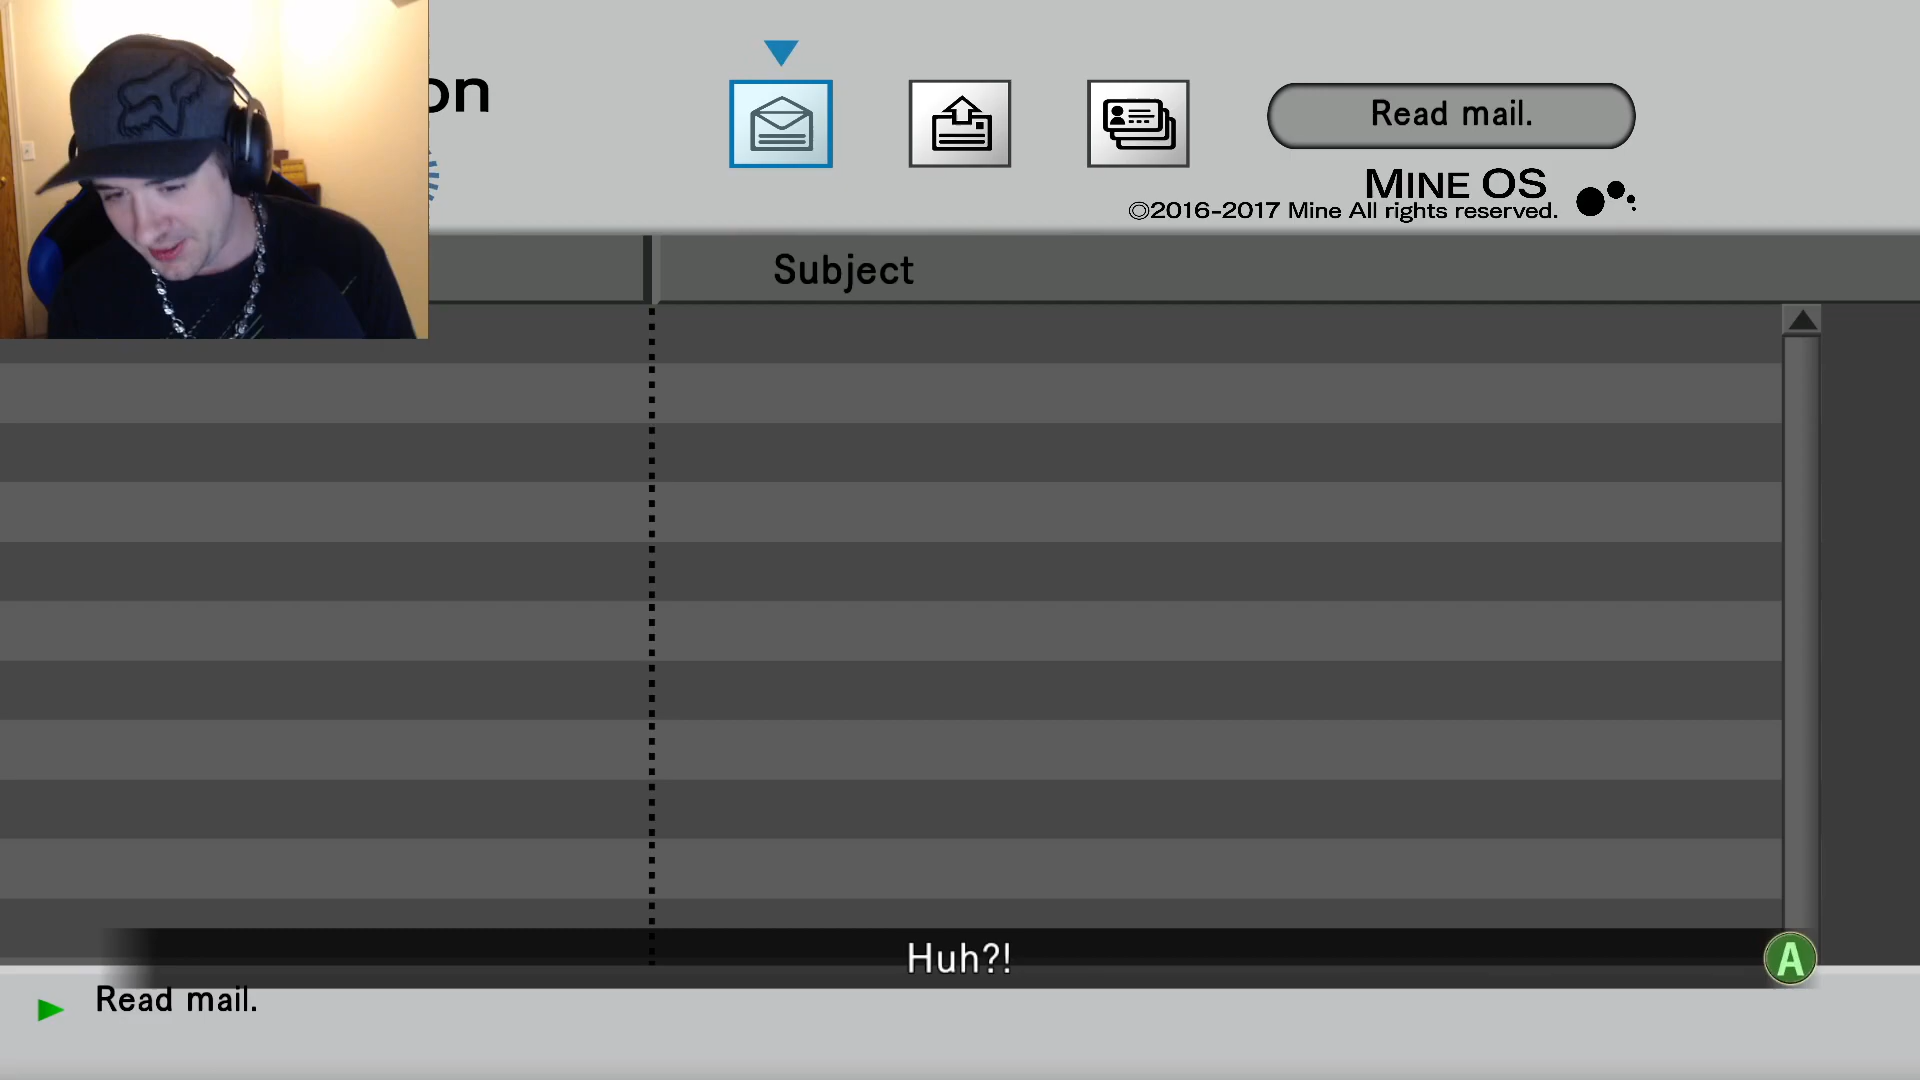 on
Read mail.
MINE OS
©2016-2017 Mine All rights reserved.
Subject
Huh?!
A
Read mail.